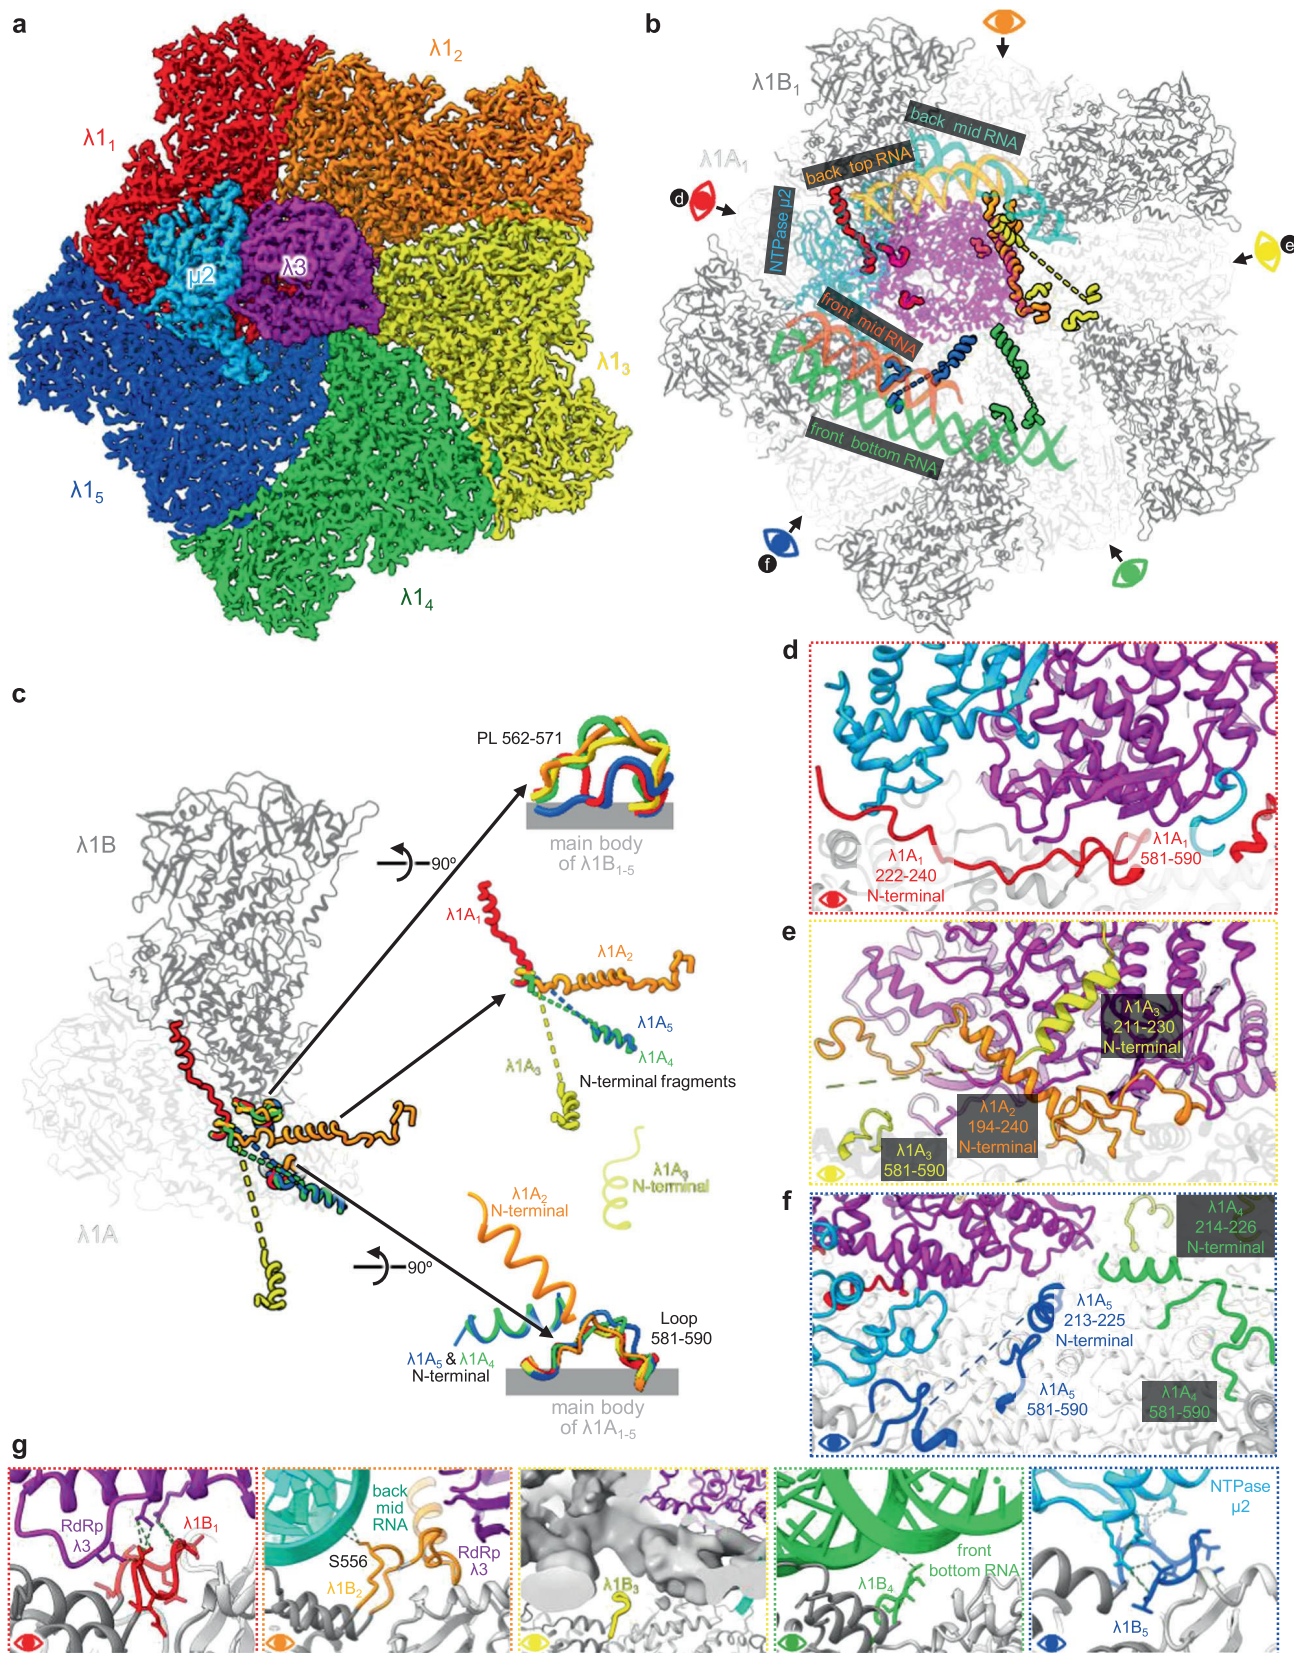 a
λ1₂
λ1₁
μ2
λ3
λ1₃
λ1₅
λ1₄
b
λ1B₁
back mid RNA
λ1A₁
back top RNA
d
NTPase μ2
e
front mid RNA
front bottom RNA
f
c
PL 562-571
λ1B
90º
main body
of λ1B₁₋₅
λ1A₁
λ1A₂
λ1A₅
λ1A₄
λ1A₃
N-terminal fragments
λ1A₂
N-terminal
λ1A₃
N-terminal
λ1A
90º
Loop
581-590
λ1A₅ & λ1A₄
N-terminal
main body
of λ1A₁₋₅
d
λ1A₁
222-240
N-terminal
λ1A₁
581-590
e
λ1A₃
211-230
N-terminal
λ1A₂
194-240
N-terminal
λ1A₃
581-590
f
λ1A₄
214-226
N-terminal
λ1A₅
213-225
N-terminal
λ1A₅
581-590
λ1A₄
581-590
g
RdRp
λ3
λ1B₁
back
mid
RNA
S556
λ1B₂
RdRp
λ3
λ1B₃
front
bottom RNA
λ1B₄
NTPase
μ2
λ1B₅